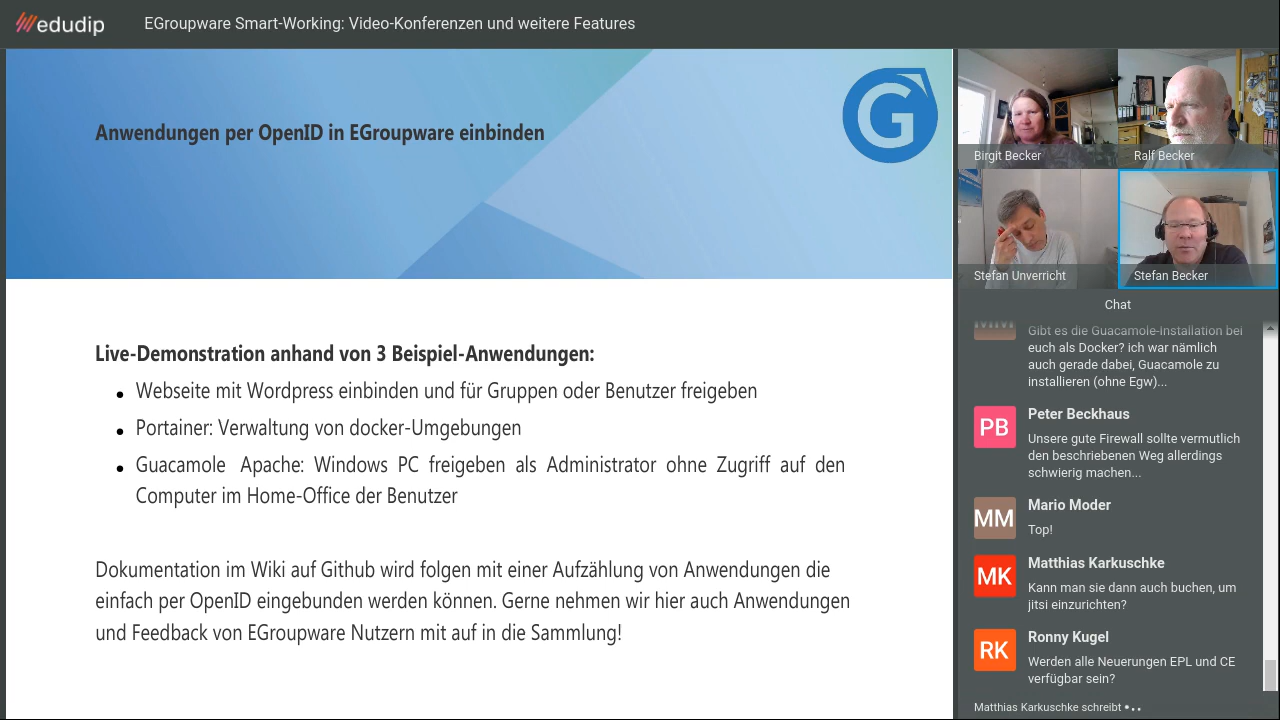 edudip
EGroupware Smart-Working: Video-Konferenzen und weitere Features
Anwendungen per OpenID in EGroupware einbinden
G
Live-Demonstration anhand von 3 Beispiel-Anwendungen:
Webseite mit Wordpress einbinden und für Gruppen oder Benutzer freigeben
Portainer: Verwaltung von docker-Umgebungen
Guacamole Apache: Windows PC freigeben als Administrator ohne Zugriff auf den
Computer im Home-Office der Benutzer
Dokumentation im Wiki auf Github wird folgen mit einer Aufzählung von Anwendungen die
einfach per OpenID eingebunden werden können. Gerne nehmen wir hier auch Anwendungen
und Feedback von EGroupware Nutzern mit auf in die Sammlung!
Birgit Becker
Ralf Becker
Stefan Unverricht
Stefan Becker
Chat
MM
Gibt es die Guacamole-Installation bei
euch als Docker? ich war nämlich
auch gerade dabei, Guacamole zu
installieren (ohne Egw)...
PB
Peter Beckhaus
Unsere gute Firewall sollte vermutlich
den beschriebenen Weg allerdings
schwierig machen...
MM
Mario Moder
Top!
MK
Matthias Karkuschke
Kann man sie dann auch buchen, um
jitsi einzurichten?
RK
Ronny Kugel
Werden alle Neuerungen EPL und CE
verfügbar sein?
Matthias Karkuschke schreibt